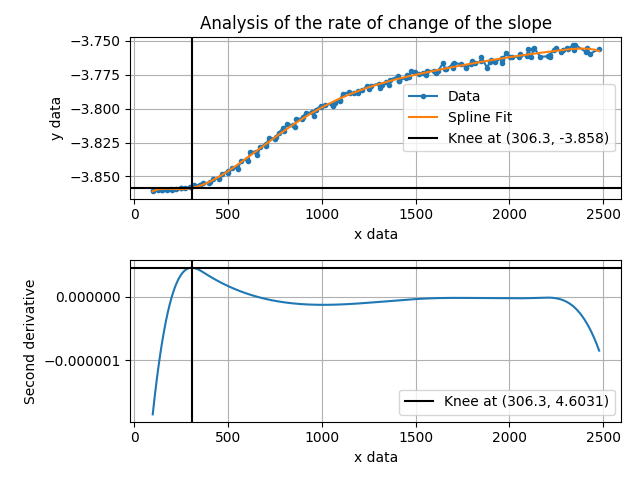 Analysis of the rate of change of the slope
−3.750
−3.775
−3.800
−3.825
−3.850
y data
Data
Spline Fit
Knee at (306.3, -3.858)
0 500 1000 1500 2000 2500
x data
0.000000
−0.000001
Second derivative
Knee at (306.3, 4.6031)
0 500 1000 1500 2000 2500
x data